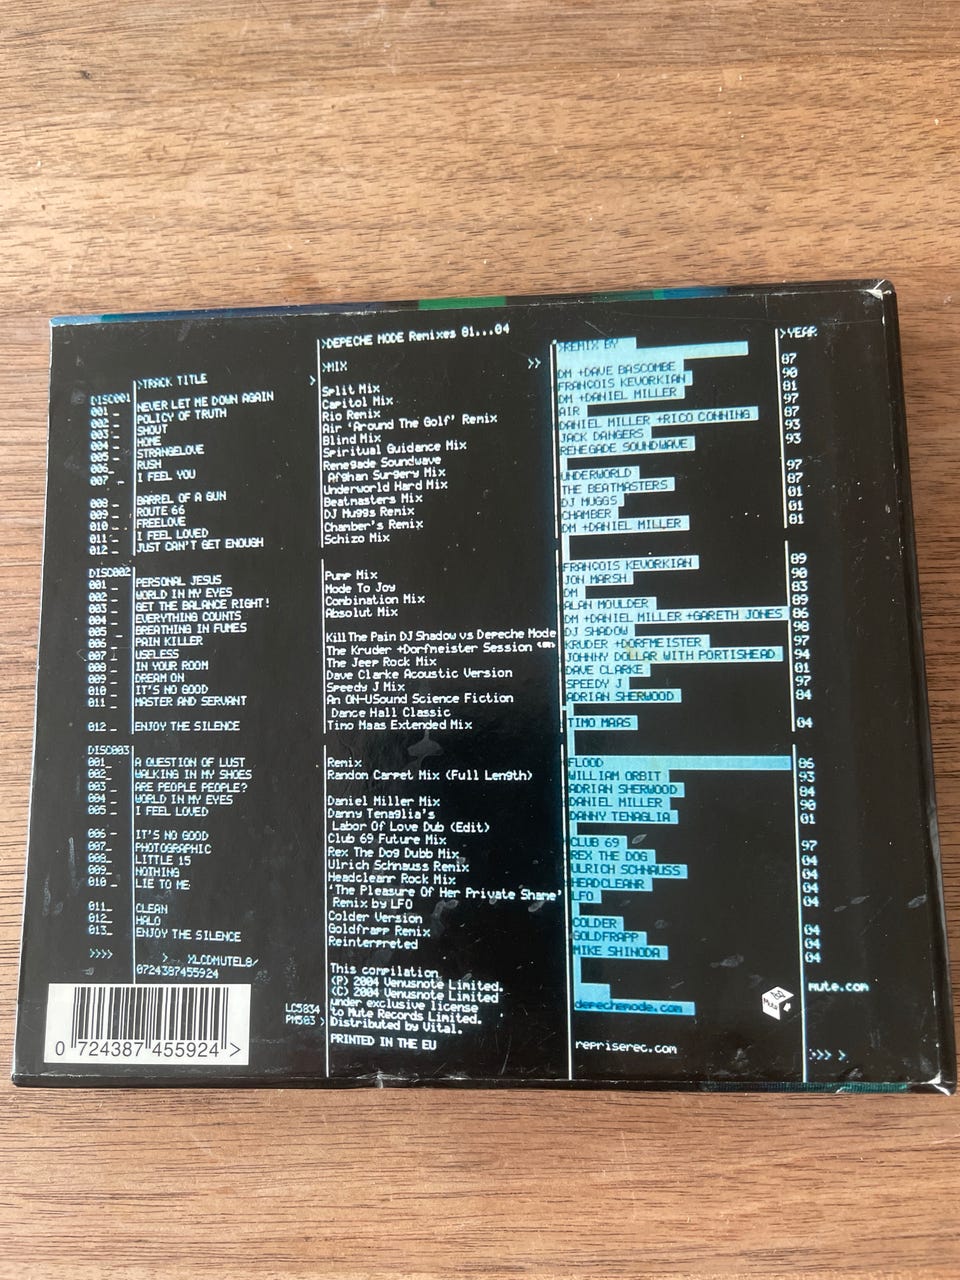 >DEPECHE MODE Remixes 81...04
>TRACK TITLE > >MIX >> >REMIX BY >YEAR
DISC001
001 _ NEVER LET ME DOWN AGAIN Split Mix DM +DAVE BASCOMBE 87
002 _ POLICY OF TRUTH Capitol Mix FRANÇOIS KEVORKIAN 90
003 _ SHOUT Rio Remix DM +DANIEL MILLER 81
004 _ HOME Air 'Around The Golf' Remix AIR 97
005 _ STRANGELOVE Blind Mix DANIEL MILLER +RICO CONNING 87
006_ RUSH Spiritual Guidance Mix JACK DANGERS 93
007 _ I FEEL YOU Renegade Soundwave RENEGADE SOUNDWAVE 93
Afghan Surgery Mix
008 _ BARREL OF A GUN Underworld Hard Mix UNDERWORLD 97
009 _ ROUTE 66 Beatmasters Mix THE BEATMASTERS 87
010 _ FREELOVE DJ Muggs Remix DJ MUGGS 01
011 _ I FEEL LOVED Chamber's Remix CHAMBER 01
012 _ JUST CAN'T GET ENOUGH Schizo Mix DM +DANIEL MILLER 81
DISC002
001 _ PERSONAL JESUS Pump Mix FRANÇOIS KEVORKIAN 89
002 _ WORLD IN MY EYES Mode To Joy JON MARSH 90
003 _ GET THE BALANCE RIGHT! Combination Mix DM 83
004 _ EVERYTHING COUNTS Absolut Mix ALAN MOULDER 89
005 _ BREATHING IN FUMES DM +DANIEL MILLER +GARETH JONES 86
006 _ PAIN KILLER Kill The Pain DJ Shadow vs Depeche Mode DJ SHADOW 98
007 _ USELESS The Kruder +Dorfmeister Session KRUDER +DORFMEISTER 97
008 _ IN YOUR ROOM The Jeep Rock Mix JOHNNY DOLLAR WITH PORTISHEAD 94
009 _ DREAM ON Dave Clarke Acoustic Version DAVE CLARKE 01
010 _ IT'S NO GOOD Speedy J Mix SPEEDY J 97
011 _ MASTER AND SERVANT An ON-USound Science Fiction ADRIAN SHERWOOD 84
Dance Hall Classic
012 _ ENJOY THE SILENCE Timo Maas Extended Mix TIMO MAAS 04
DISC003
001_ A QUESTION OF LUST Remix FLOOD 86
002_ WALKING IN MY SHOES Random Carpet Mix (Full Length) WILLIAM ORBIT 93
003 _ ARE PEOPLE PEOPLE? ADRIAN SHERWOOD 84
004 _ WORLD IN MY EYES Daniel Miller Mix DANIEL MILLER 90
005 _ I FEEL LOVED Danny Tenaglia's DANNY TENAGLIA 01
Labor Of Love Dub (Edit)
006 _ IT'S NO GOOD Club 69 Future Mix CLUB 69 97
007_ PHOTOGRAPHIC Rex The Dog Dubb Mix REX THE DOG 04
008_ LITTLE 15 Ulrich Schnauss Remix ULRICH SCHNAUSS 04
009_ NOTHING Headcleanr Rock Mix HEADCLEANR 04
010 _ LIE TO ME 'The Pleasure Of Her Private Shame' LFO 04
Remix by LFO
011_ CLEAN Colder Version COLDER 04
012_ HALO Goldfrapp Remix GOLDFRAPP 04
013_ ENJOY THE SILENCE Reinterpreted MIKE SHINODA 04
>>>> > XLCDMUTEL8/
0724387455924
This compilation
(P) 2004 Venusnote Limited.
(C) 2004 Venusnote Limited
under exclusive license
to Mute Records Limited.
Distributed by Vital.
PRINTED IN THE EU
LC5834
PM503 >
depechemode.com
mute.com
Mute
repriserec.com
>>> >
0 724387 455924 >